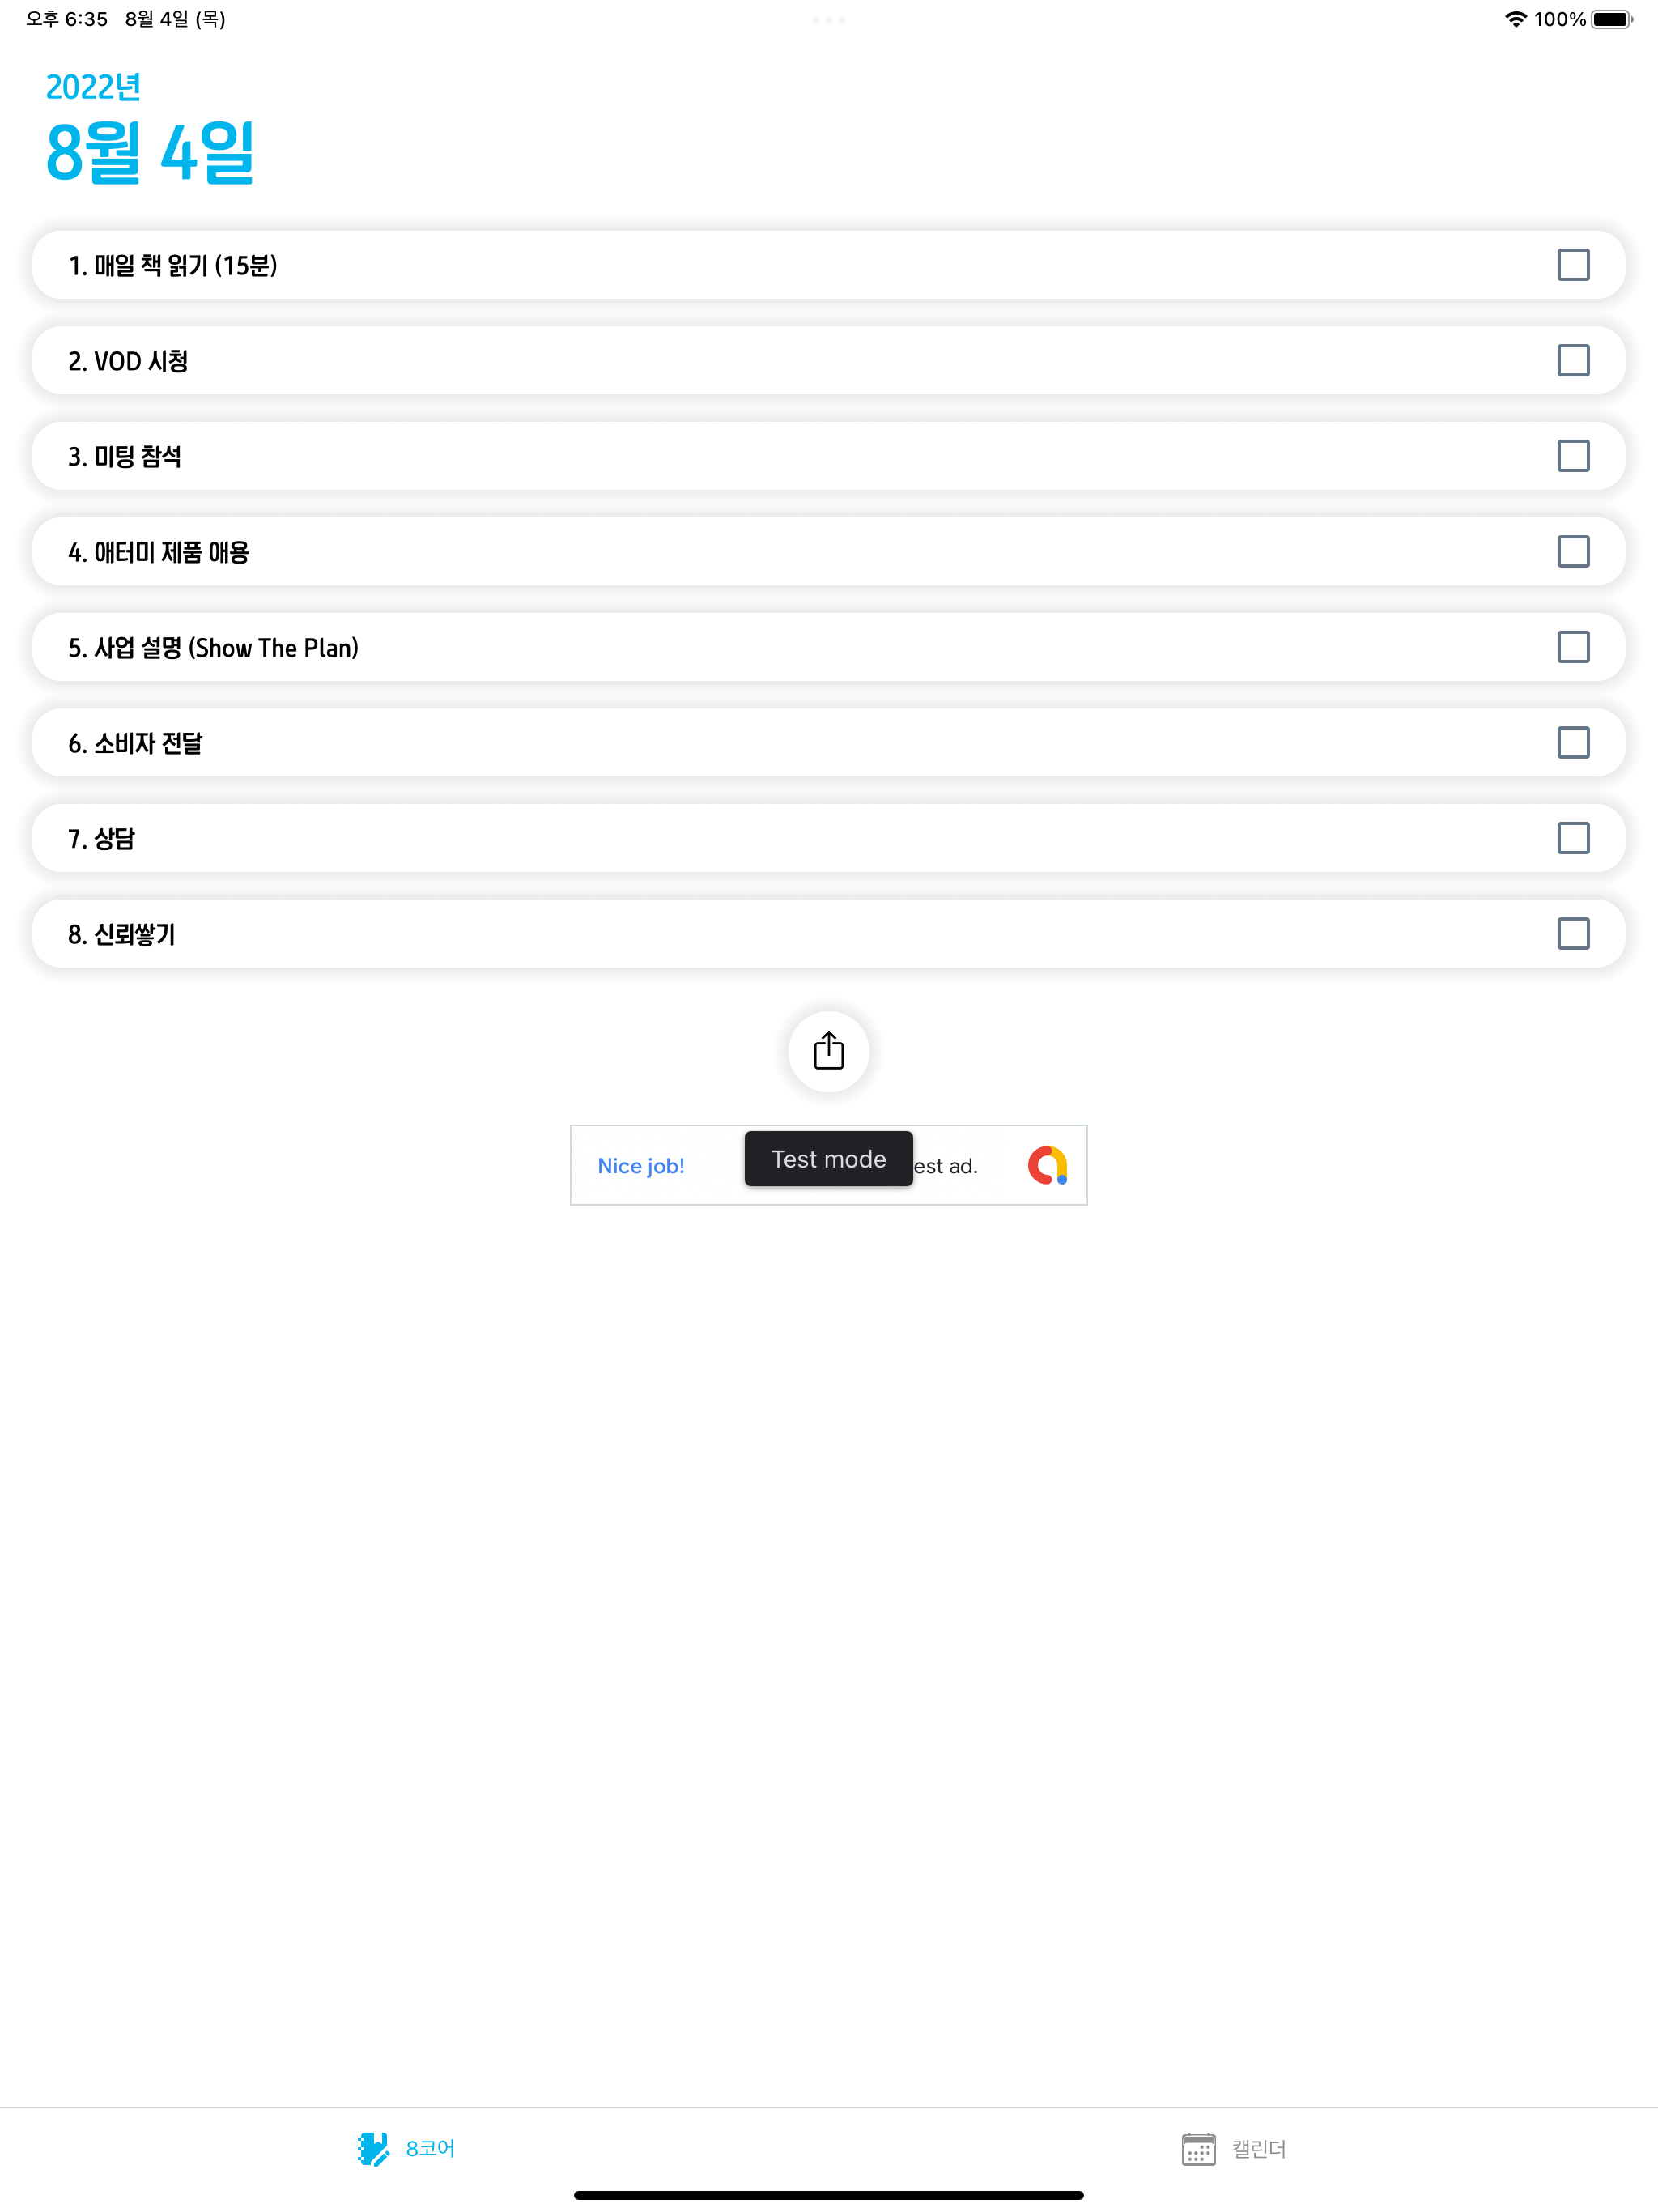 오후 6:35 8월 4일 (목)
100%
2022년
8월 4일
1. 매일 책 읽기 (15분)
2. VOD 시청
3. 미팅 참석
4. 애터미 제품 애용
5. 사업 설명 (Show The Plan)
6. 소비자 전달
7. 상담
8. 신뢰쌓기
Nice job!
Test mode
est ad.
8코어
캘린더